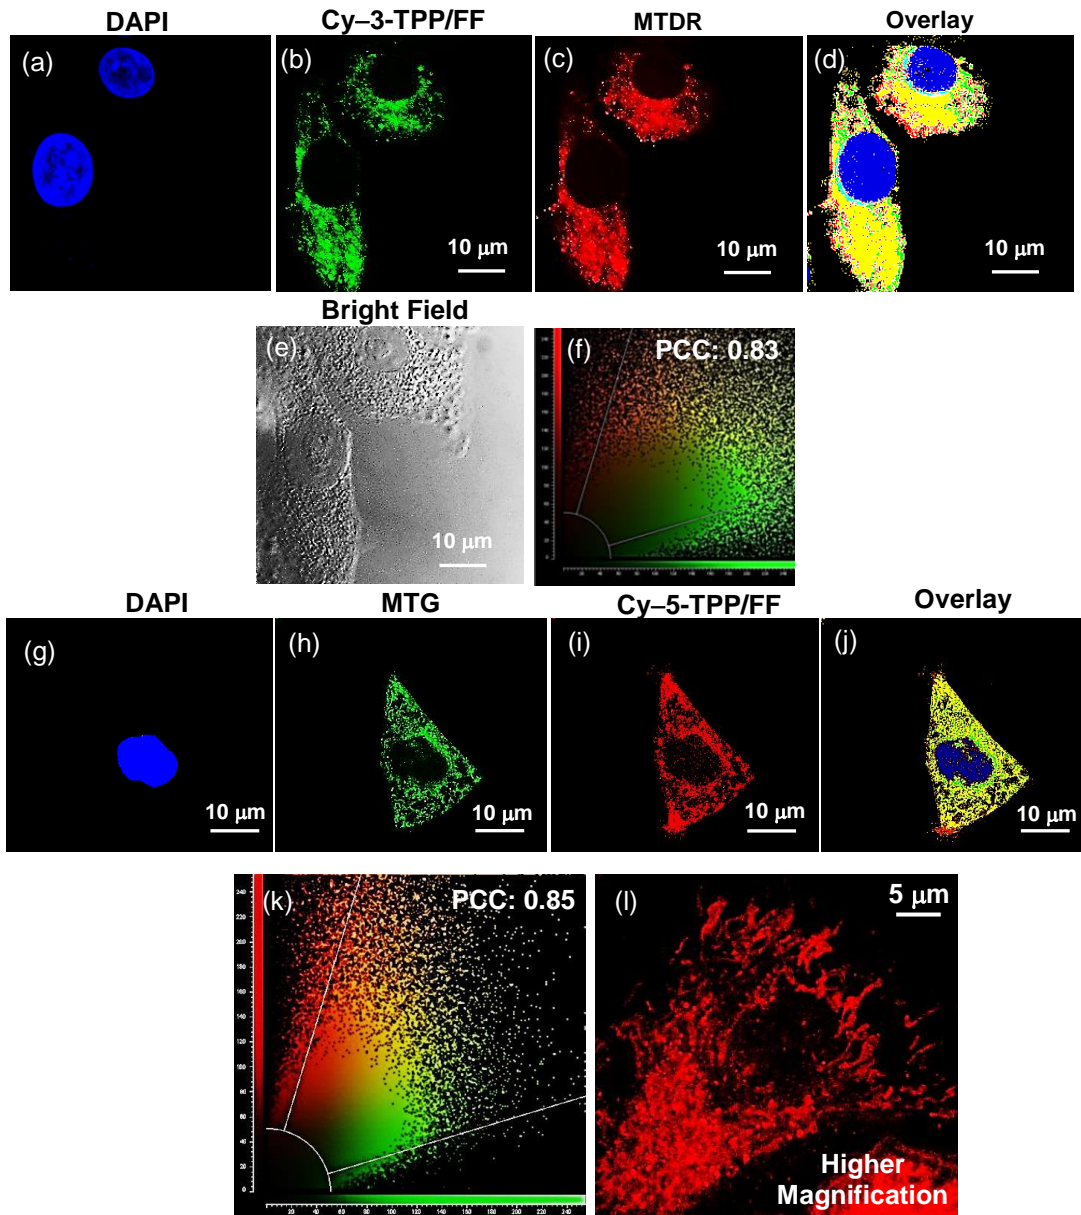 DAPI Cy–3-TPP/FF MTDR Overlay
(a) (b) (c) (d)
10 μm 10 μm 10 μm
Bright Field
(e) (f) PCC: 0.83
10 μm
DAPI MTG Cy–5-TPP/FF Overlay
(g) (h) (i) (j)
10 μm 10 μm 10 μm 10 μm
(k) PCC: 0.85 (l) 5 μm
Higher
Magnification